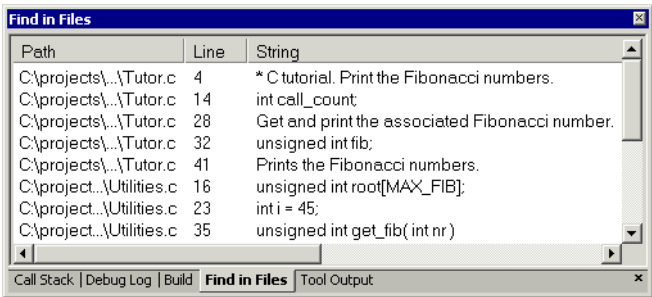 Find in Files
Path Line String
C:\projects\...\Tutor.c 4 * C tutorial. Print the Fibonacci numbers.
C:\projects\...\Tutor.c 14 int call_count;
C:\projects\...\Tutor.c 28 Get and print the associated Fibonacci number.
C:\projects\...\Tutor.c 32 unsigned int fib;
C:\projects\...\Tutor.c 41 Prints the Fibonacci numbers.
C:\project...\Utilities.c 16 unsigned int root[MAX_FIB];
C:\project...\Utilities.c 23 int i = 45;
C:\project...\Utilities.c 35 unsigned int get_fib( int nr )
Call Stack | Debug Log | Build Find in Files Tool Output